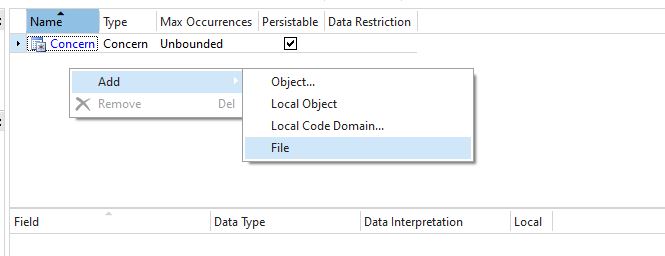 Name Type Max Occurrences Persistable Data Restriction
Concern Concern Unbounded
Add Object...
Remove Del Local Object
Local Code Domain...
File
Field Data Type Data Interpretation Local